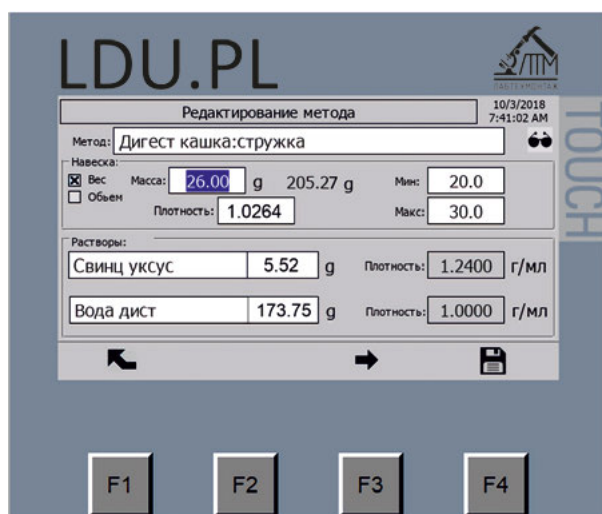 LDU.PL
ЛТМ
ЛАБТЕХМОНТАЖ
TOUCH
Редактирование метода
10/3/2018
7:41:02 AM
Метод: Дигест кашка:стружка
Навеска:
Вес Масса: 26.00 g 205.27 g Мин: 20.0
Объем
Плотность: 1.0264 Макс: 30.0
Растворы:
Свинц уксус 5.52 g Плотность: 1.2400 г/мл
Вода дист 173.75 g Плотность: 1.0000 г/мл
F1 F2 F3 F4